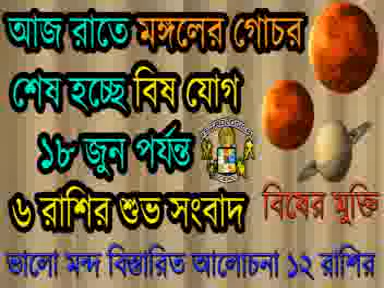 আজ রাতে মঙ্গলের গোচর
শেষ হচ্ছে বিষ যোগ
১৮ জুন পর্যন্ত
৬ রাশির শুভ সংবাদ
বিষের মুক্তি
ভালো মন্দ বিস্তারিত আলোচনা ১২ রাশির